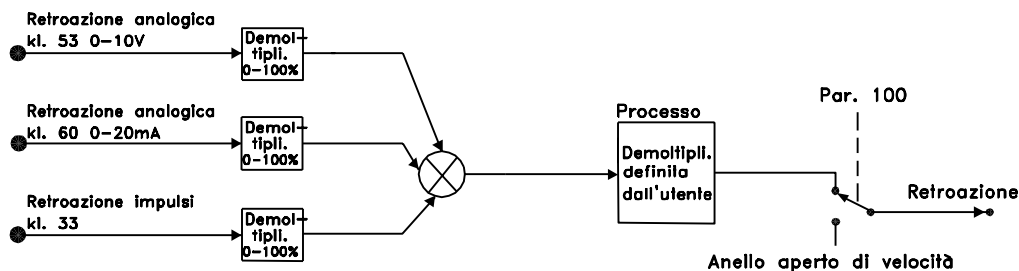 Retroazione analogica
kl. 53 0-10V
Demol-
tipli.
0-100%
Retroazione analogica
kl. 60 0-20mA
Demol-
tipli.
0-100%
Retroazione impulsi
kl. 33
Demol-
tipli.
0-100%
Processo
Demoltipli.
definila
dall'utente
Par. 100
Retroazione
Anello aperto di velocità